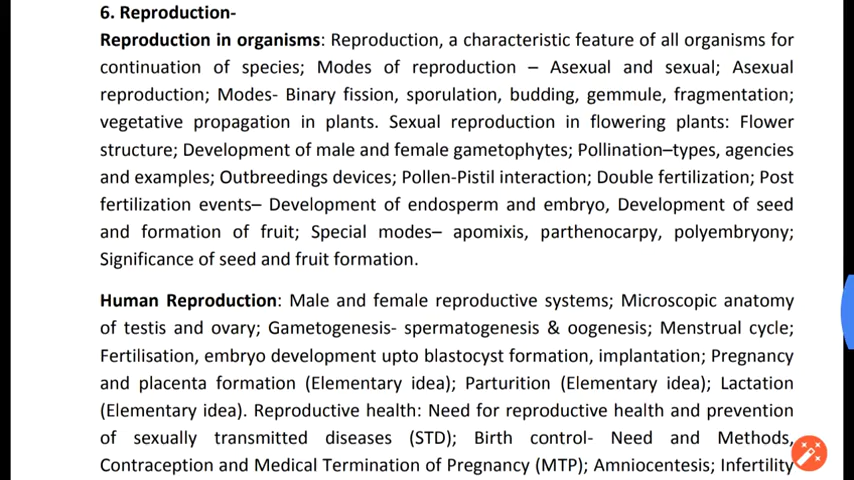 6. Reproduction-
Reproduction in organisms: Reproduction, a characteristic feature of all organisms for
continuation of species; Modes of reproduction – Asexual and sexual; Asexual
reproduction; Modes- Binary fission, sporulation, budding, gemmule, fragmentation;
vegetative propagation in plants. Sexual reproduction in flowering plants: Flower
structure; Development of male and female gametophytes; Pollination–types, agencies
and examples; Outbreedings devices; Pollen-Pistil interaction; Double fertilization; Post
fertilization events– Development of endosperm and embryo, Development of seed
and formation of fruit; Special modes– apomixis, parthenocarpy, polyembryony;
Significance of seed and fruit formation.
Human Reproduction: Male and female reproductive systems; Microscopic anatomy
of testis and ovary; Gametogenesis- spermatogenesis & oogenesis; Menstrual cycle;
Fertilisation, embryo development upto blastocyst formation, implantation; Pregnancy
and placenta formation (Elementary idea); Parturition (Elementary idea); Lactation
(Elementary idea). Reproductive health: Need for reproductive health and prevention
of sexually transmitted diseases (STD); Birth control- Need and Methods,
Contraception and Medical Termination of Pregnancy (MTP); Amniocentesis; Infertility